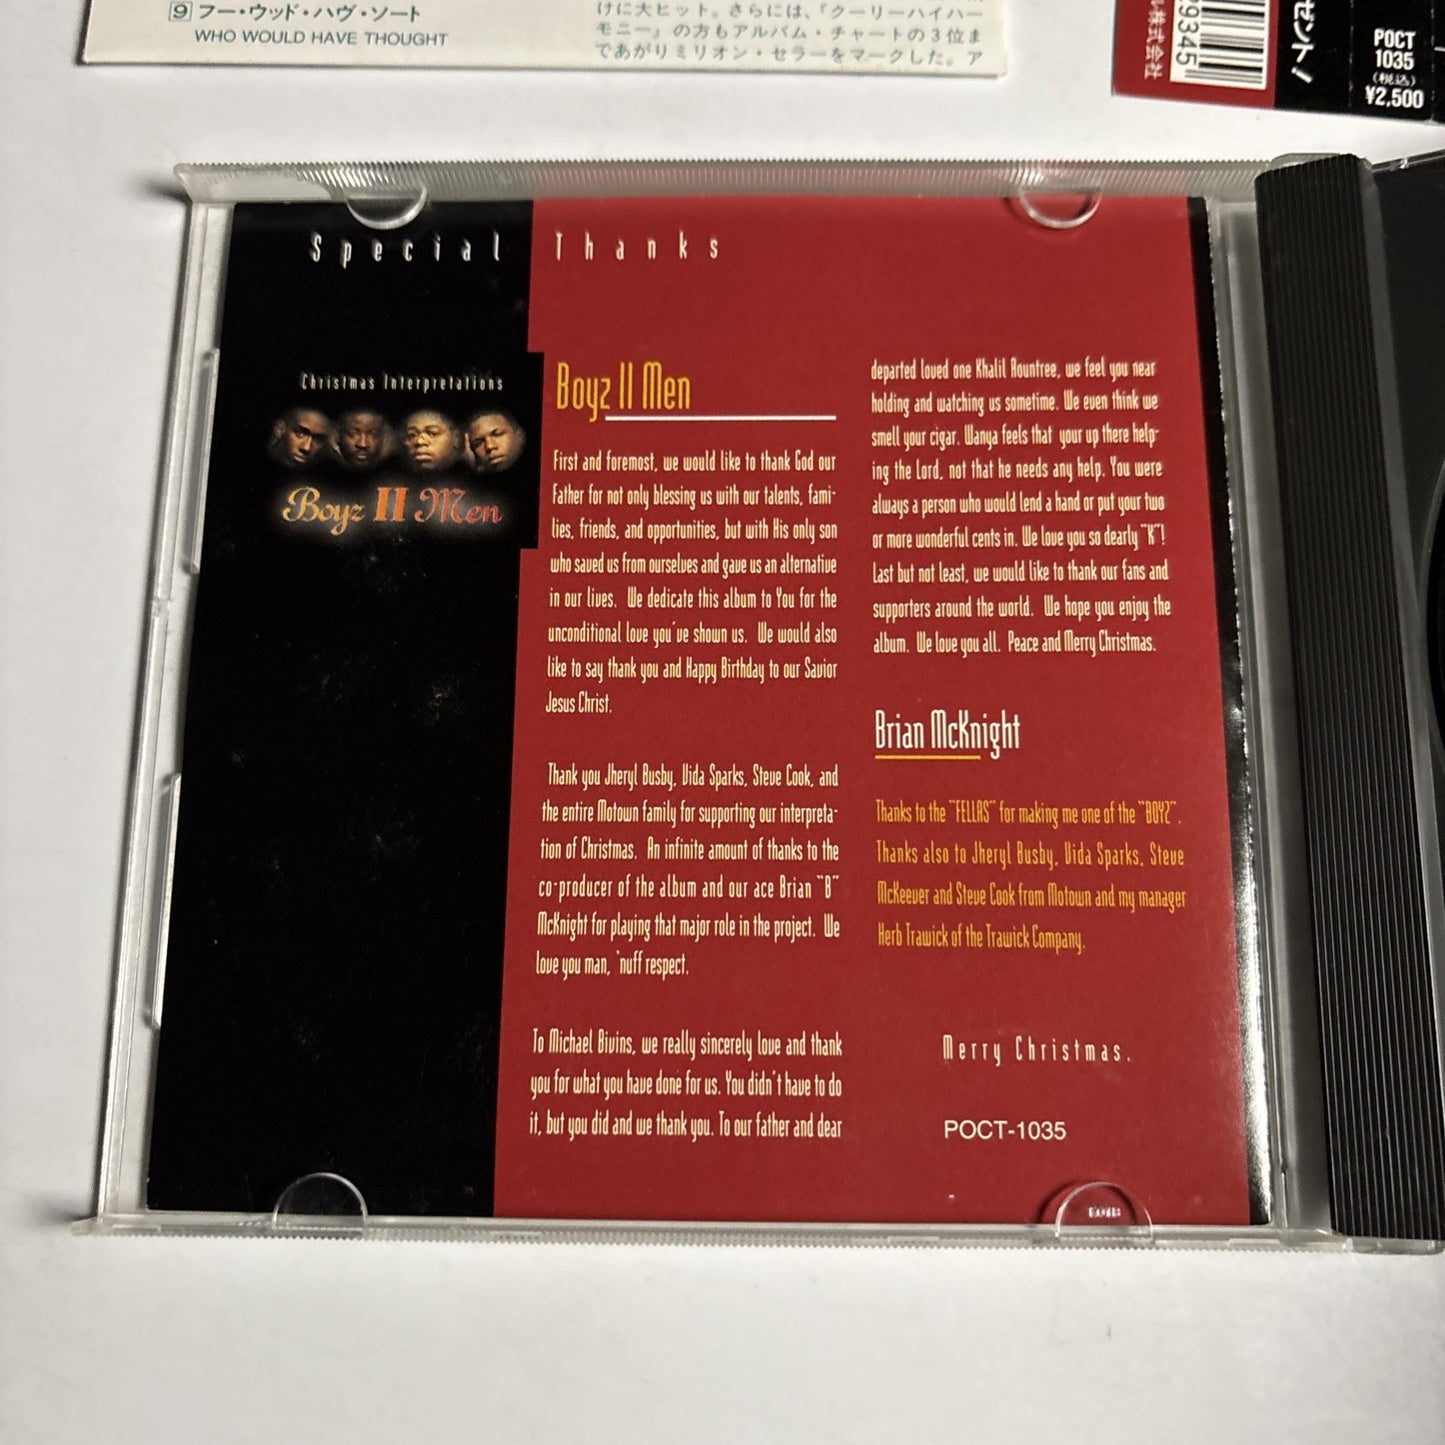 9 フー・ウッド・ハヴ・ソート
WHO WOULD HAVE THOUGHT
けに大ヒット。さらには、『クーリーハイハー
モニー』の方もアルバム・チャートの3位ま
であがりミリオン・セラーをマークした。ア
ル株式会社
29345
ゼント!
POCT
1035
(税込)
¥2,500
Special Thanks
Christmas Interpretations
Boyz II Men
Boyz II Men
First and foremost, we would like to thank God our
Father for not only blessing us with our talents, fami-
lies, friends, and opportunities, but with His only son
who saved us from ourselves and gave us an alternative
in our lives. We dedicate this album to You for the
unconditional love you've shown us. We would also
like to say thank you and Happy Birthday to our Savior
Jesus Christ.
Thank you Jheryl Busby, Vida Sparks, Steve Cook, and
the entire Motown family for supporting our interpreta-
tion of Christmas. An infinite amount of thanks to the
co-producer of the album and our ace Brian "B"
McKnight for playing that major role in the project. We
love you man, 'nuff respect.
To Michael Bivins, we really sincerely love and thank
you for what you have done for us. You didn't have to do
it, but you did and we thank you. To our father and dear
departed loved one Khalil Rountree, we feel you near
holding and watching us sometime. We even think we
smell your cigar. Wanya feels that your up there help-
ing the Lord, not that he needs any help. You were
always a person who would lend a hand or put your two
or more wonderful cents in. We love you so dearly "K"!
Last but not least, we would like to thank our fans and
supporters around the world. We hope you enjoy the
album. We love you all. Peace and Merry Christmas.
Brian McKnight
Thanks to the "FELLAS" for making me one of the "BOYZ".
Thanks also to Jheryl Busby, Vida Sparks, Steve
McKeever and Steve Cook from Motown and my manager
Herb Trawick of the Trawick Company.
Merry Christmas.
POCT-1035